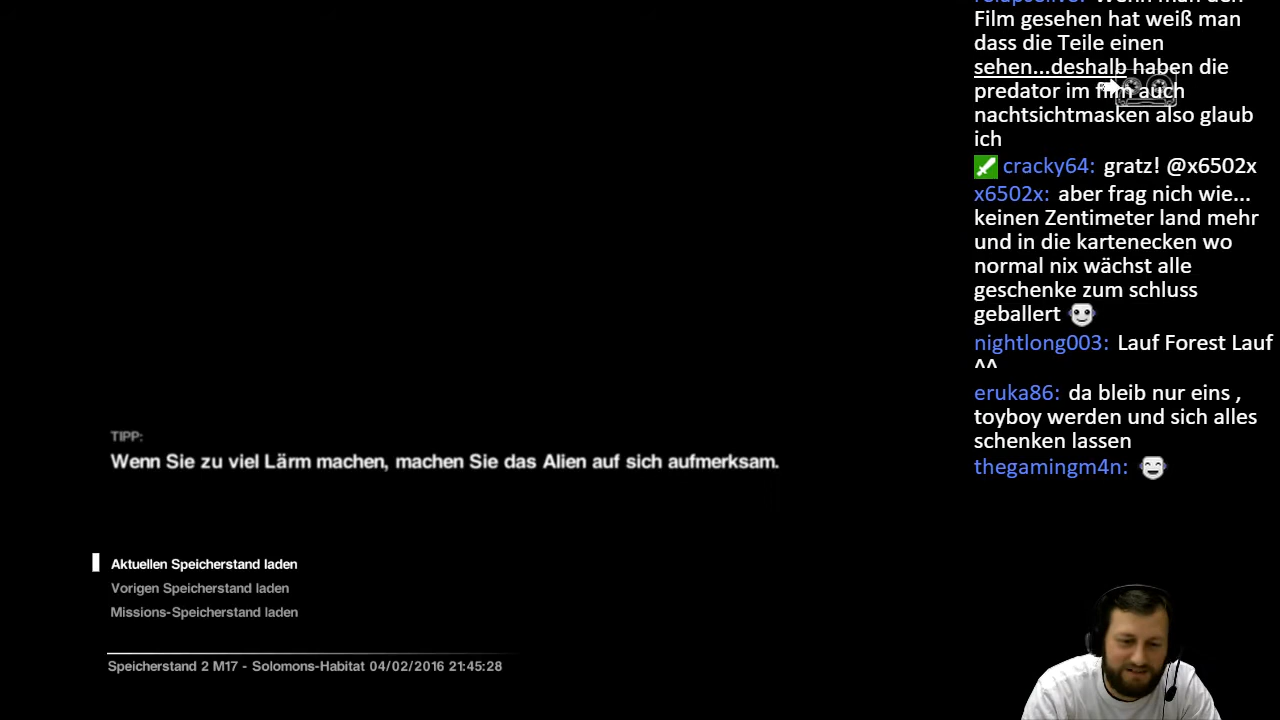 Film gesehen hat weiß man
dass die Teile einen
sehen...deshalb haben die
predator im film auch
nachtsichtmasken also glaub
ich
cracky64: gratz! @x6502x
x6502x: aber frag nich wie...
keinen Zentimeter land mehr
und in die kartenecken wo
normal nix wächst alle
geschenke zum schluss
geballert
nightlong003: Lauf Forest Lauf
^^
eruka86: da bleib nur eins ,
toyboy werden und sich alles
schenken lassen
thegamingm4n:
TIPP:
Wenn Sie zu viel Lärm machen, machen Sie das Alien auf sich aufmerksam.
Aktuellen Speicherstand laden
Vorigen Speicherstand laden
Missions-Speicherstand laden
Speicherstand 2 M17 - Solomons-Habitat 04/02/2016 21:45:28